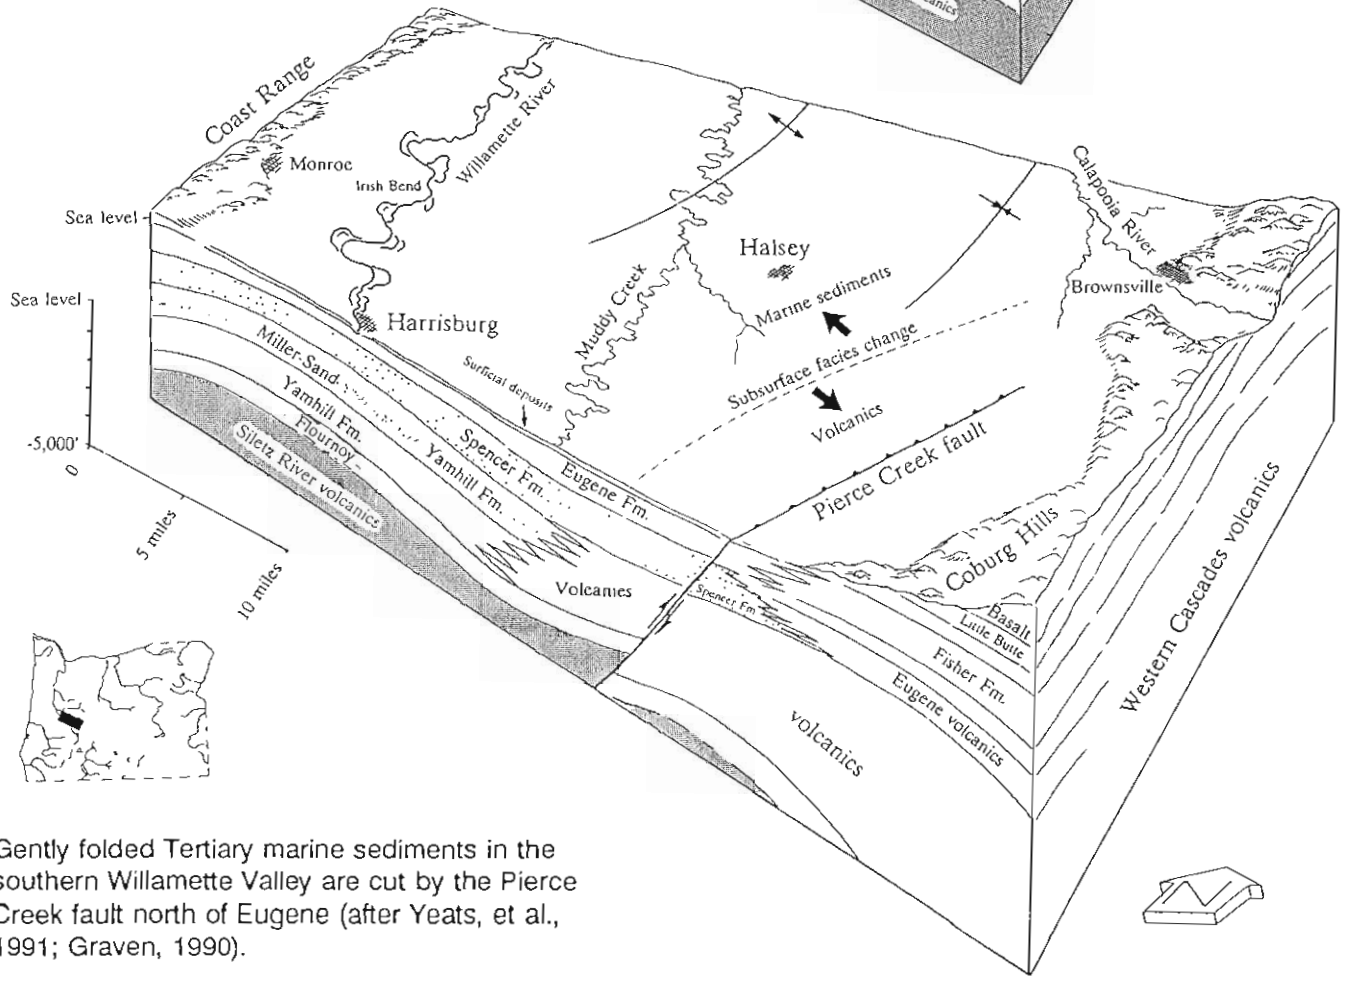 canics
Coast Range
Monroe
Irish Bend
Willamette River
Calapooia River
Sea level
Halsey
Brownsville
Sea level
Harrisburg
Muddy Creek
Marine sediments
Subsurface facies change
Surficial deposits
Miller-Sand
Yamhill Fm.
Flournoy
Siletz River volcanics
Spencer Fm.
Yamhill Fm.
Eugene Fm.
Volcanics
Pierce Creek fault
-5,000'
0
5 miles
10 miles
Volcanics
Spencer Fm
Coburg Hills
Basalt
Little Butte
Fisher Fm.
Eugene volcanics
volcanics
Western Cascades volcanics
N
Gently folded Tertiary marine sediments in the
southern Willamette Valley are cut by the Pierce
Creek fault north of Eugene (after Yeats, et al.,
1991; Graven, 1990).